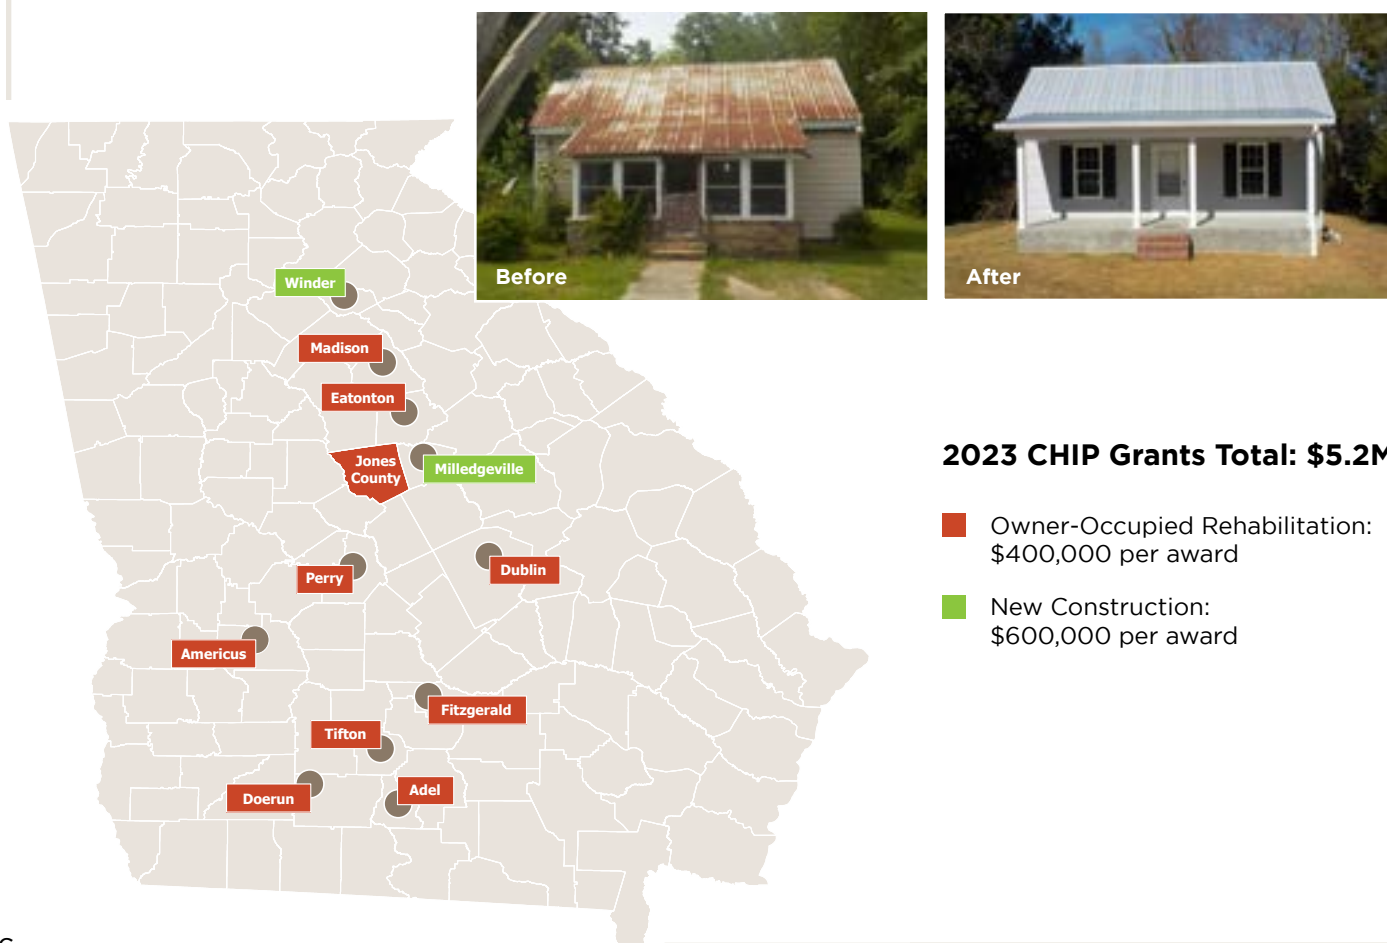 Before
After
Winder
Madison
Eatonton
Jones
County
Milledgeville
Perry
Dublin
Americus
Fitzgerald
Tifton
Doerun
Adel
2023 CHIP Grants Total: $5.2M
Owner-Occupied Rehabilitation:
$400,000 per award
New Construction:
$600,000 per award